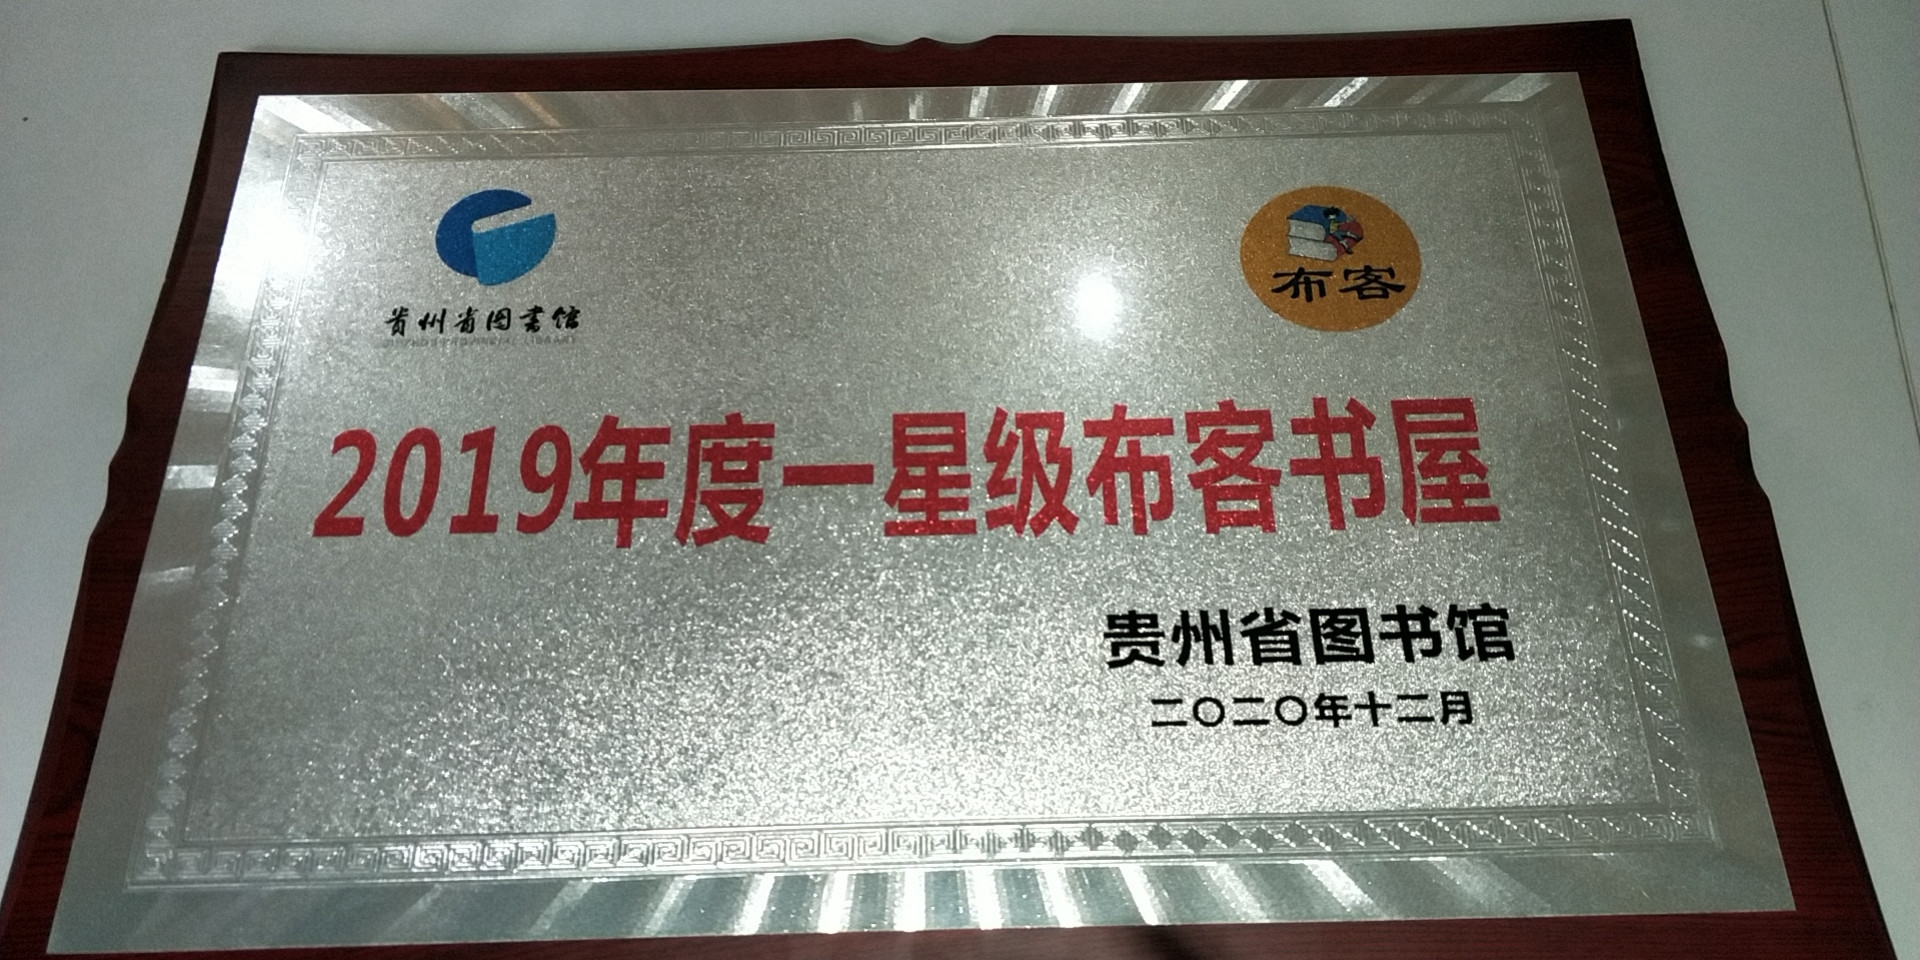 贵州省图书馆
布客
2019年度一星级布客书屋
贵州省图书馆
二〇二〇年十二月